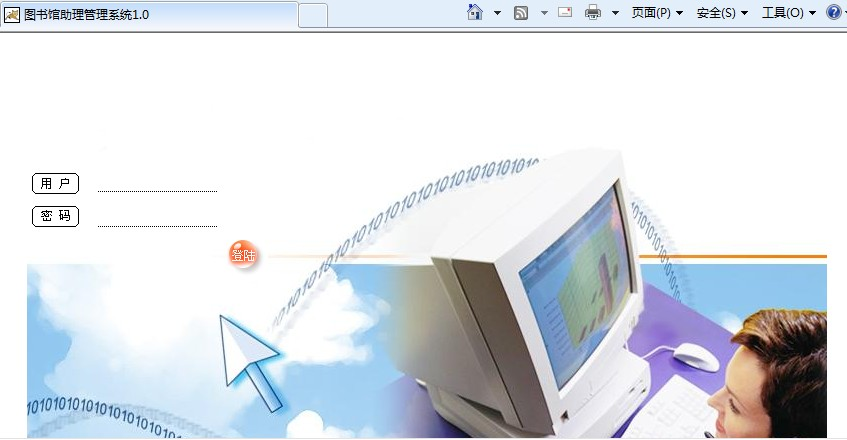 图书馆助理管理系统1.0
页面(P) 安全(S) 工具(O)
用 户
密 码
登陆